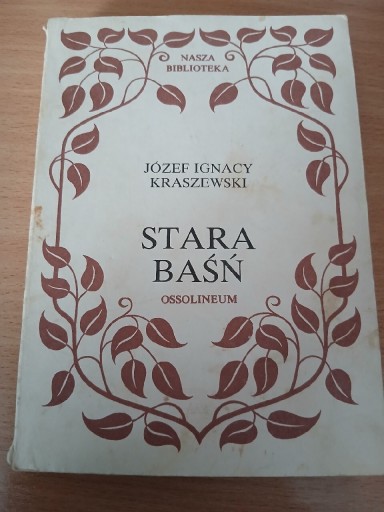 NASZA
BIBLIOTEKA
JÓZEF IGNACY
KRASZEWSKI
STARA
BAŚŃ
OSSOLINEUM